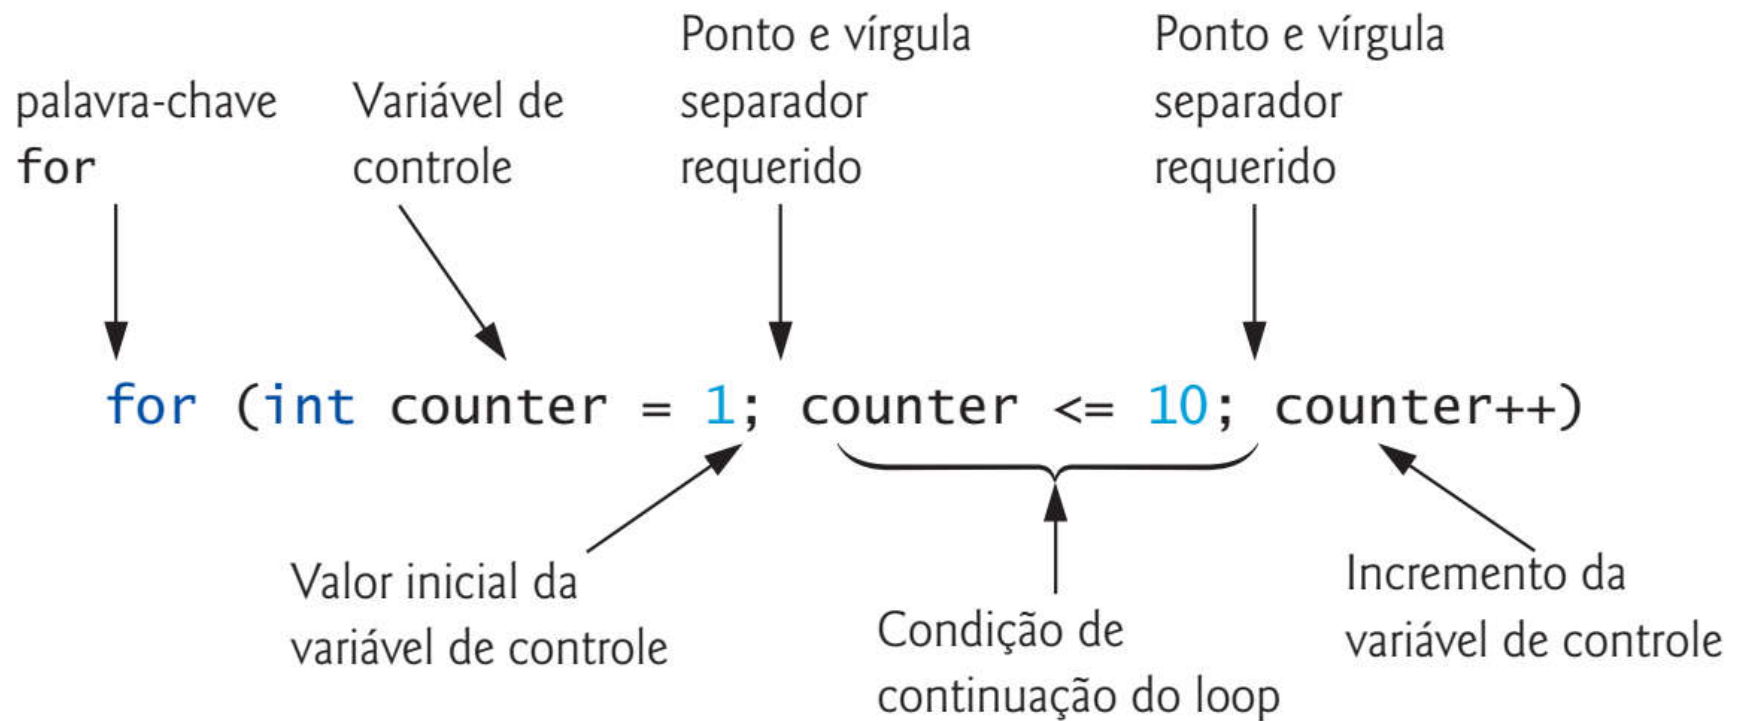 palavra-chave
for
Variável de
controle
Ponto e vírgula
separador
requerido
Ponto e vírgula
separador
requerido
for (int counter = 1; counter <= 10; counter++)
Valor inicial da
variável de controle
Condição de
continuação do loop
Incremento da
variável de controle